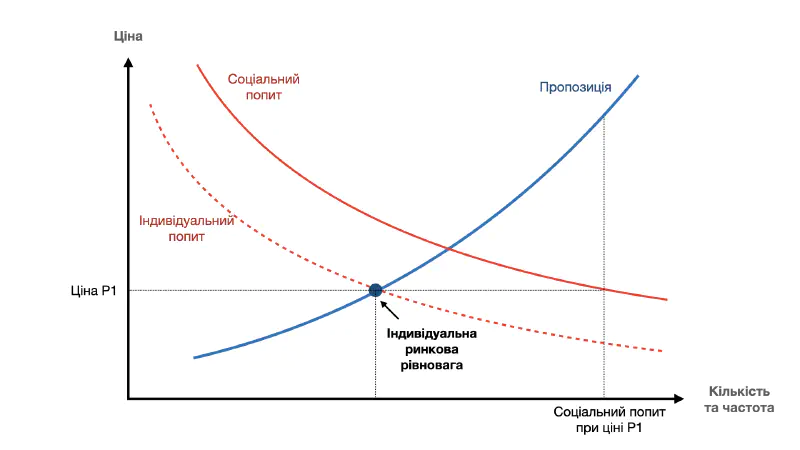 Ціна
Соціальний
попит
Пропозиція
Індивідуальний
попит
Ціна P1
Індивідуальна
ринкова
рівновага
Кількість
та частота
Соціальний попит
при ціні P1